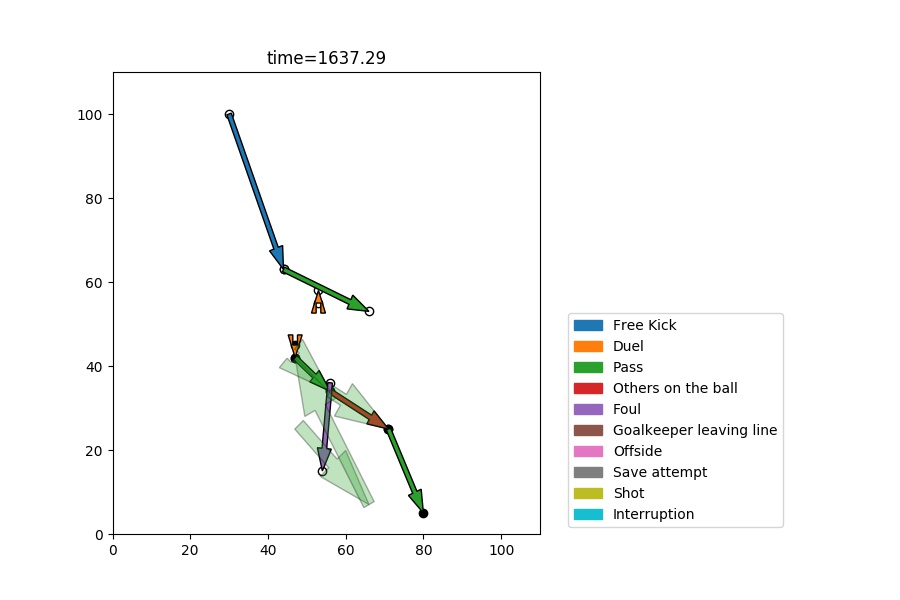 time=1637.29
100
80
60
40
20
0
0 20 40 60 80 100
Free Kick
Duel
Pass
Others on the ball
Foul
Goalkeeper leaving line
Offside
Save attempt
Shot
Interruption